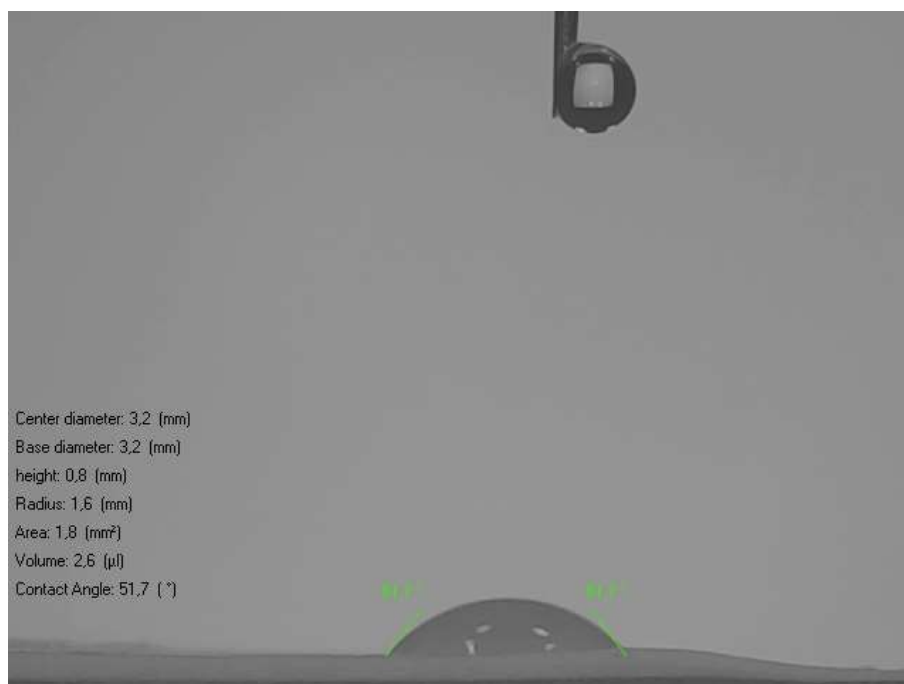 Center diameter: 3,2 (mm)
Base diameter: 3,2 (mm)
height: 0,8 (mm)
Radius: 1,6 (mm)
Area: 1,8 (mm²)
Volume: 2,6 (µl)
Contact Angle: 51,7 (°)